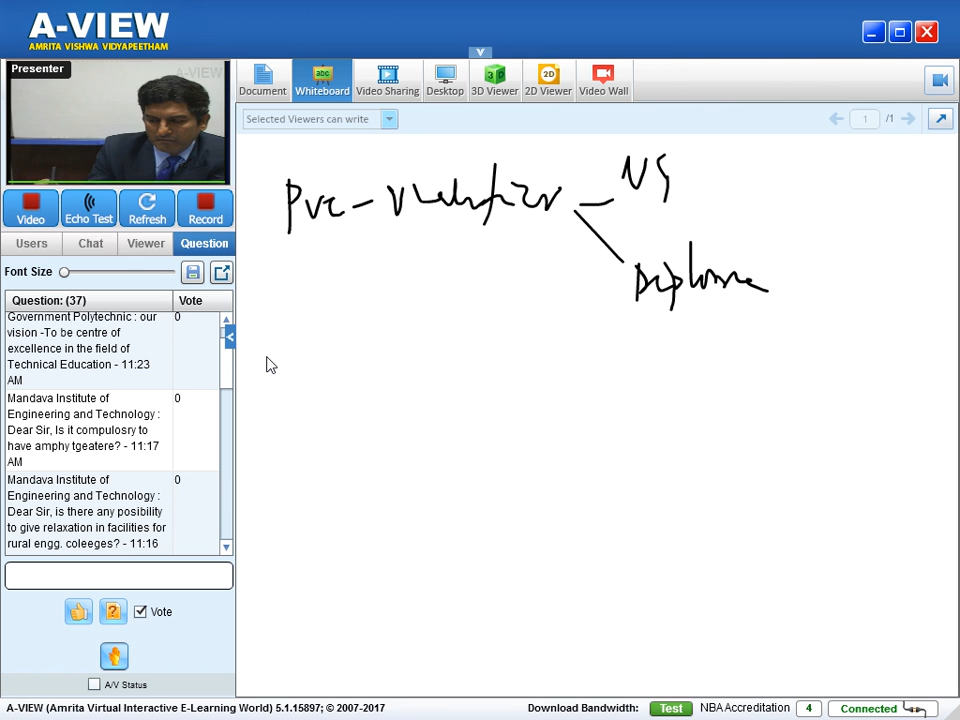 A-VIEW
AMRITA VISHWA VIDYAPEETHAM
Presenter
A-VIEW
Document
abc
Whiteboard
Video Sharing
Desktop
3D
3D Viewer
2D
2D Viewer
Video Wall
Selected Viewers can write
1
/1
Video
Echo Test
Refresh
Record
Users
Chat
Viewer
Question
Font Size
Question: (37)
Vote
Government Polytechnic : our
0
vision -To be centre of
excellence in the field of
Technical Education - 11:23
AM
Mandava Institute of
0
Engineering and Technology :
Dear Sir, Is it compulosry to
have amphy tgeatere? - 11:17
AM
Mandava Institute of
0
Engineering and Technology :
Dear Sir, is there any posibility
to give relaxation in facilities for
rural engg. coleeges? - 11:16
Vote
A/V Status
Diploma
A-VIEW (Amrita Virtual Interactive E-Learning World) 5.1.15897; © 2007-2017
Download Bandwidth:
Test
NBA Accreditation
4
Connected